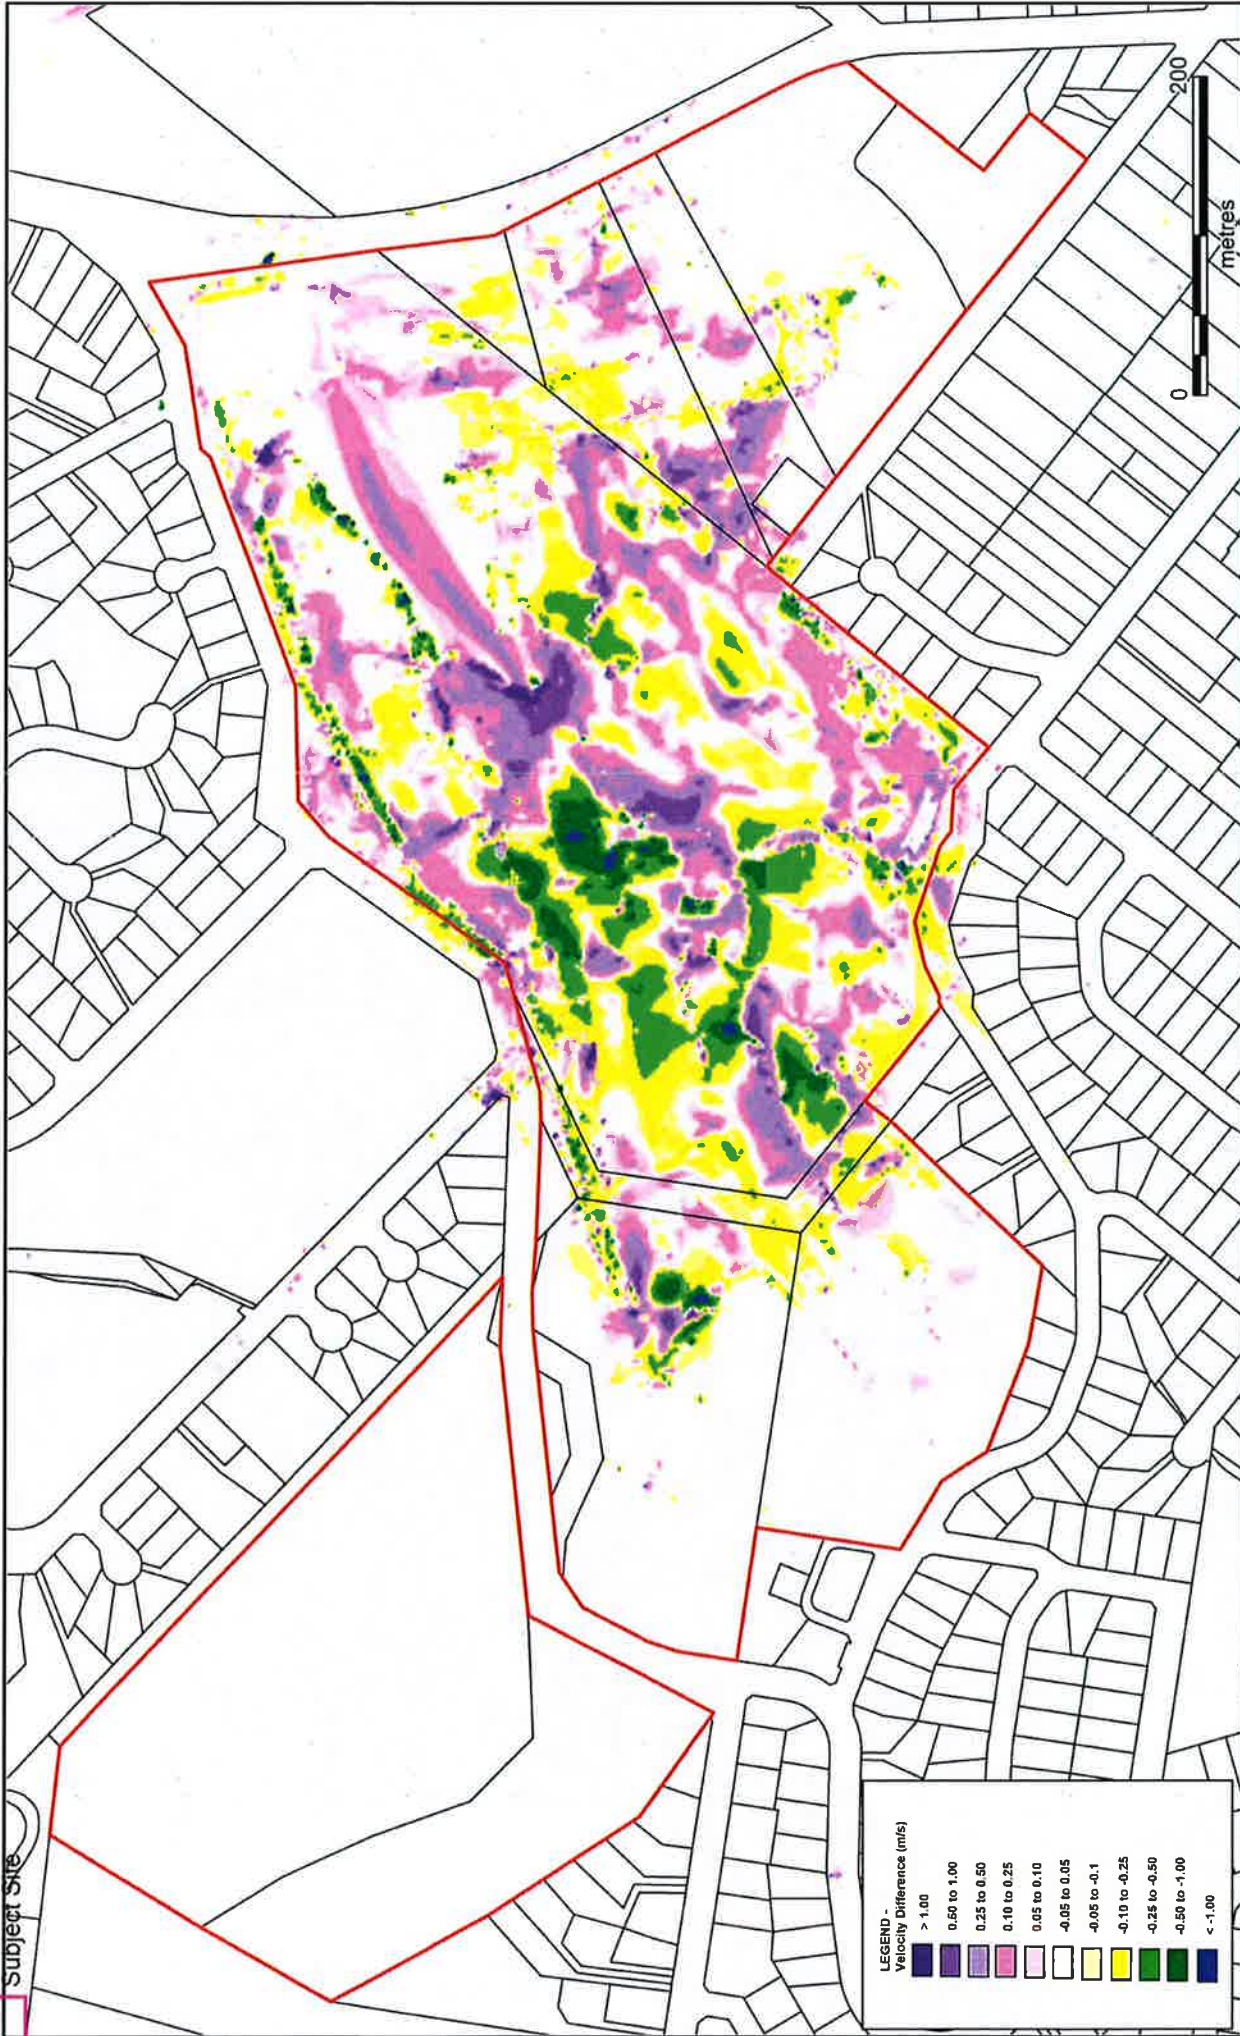 Subject Site
LEGEND -
Velocity Difference (m/s)
> 1.00
0.50 to 1.00
0.25 to 0.50
0.10 to 0.25
0.05 to 0.10
-0.05 to 0.05
-0.05 to -0.1
-0.10 to -0.25
-0.25 to -0.50
-0.50 to -1.00
< -1.00
0
200
metres